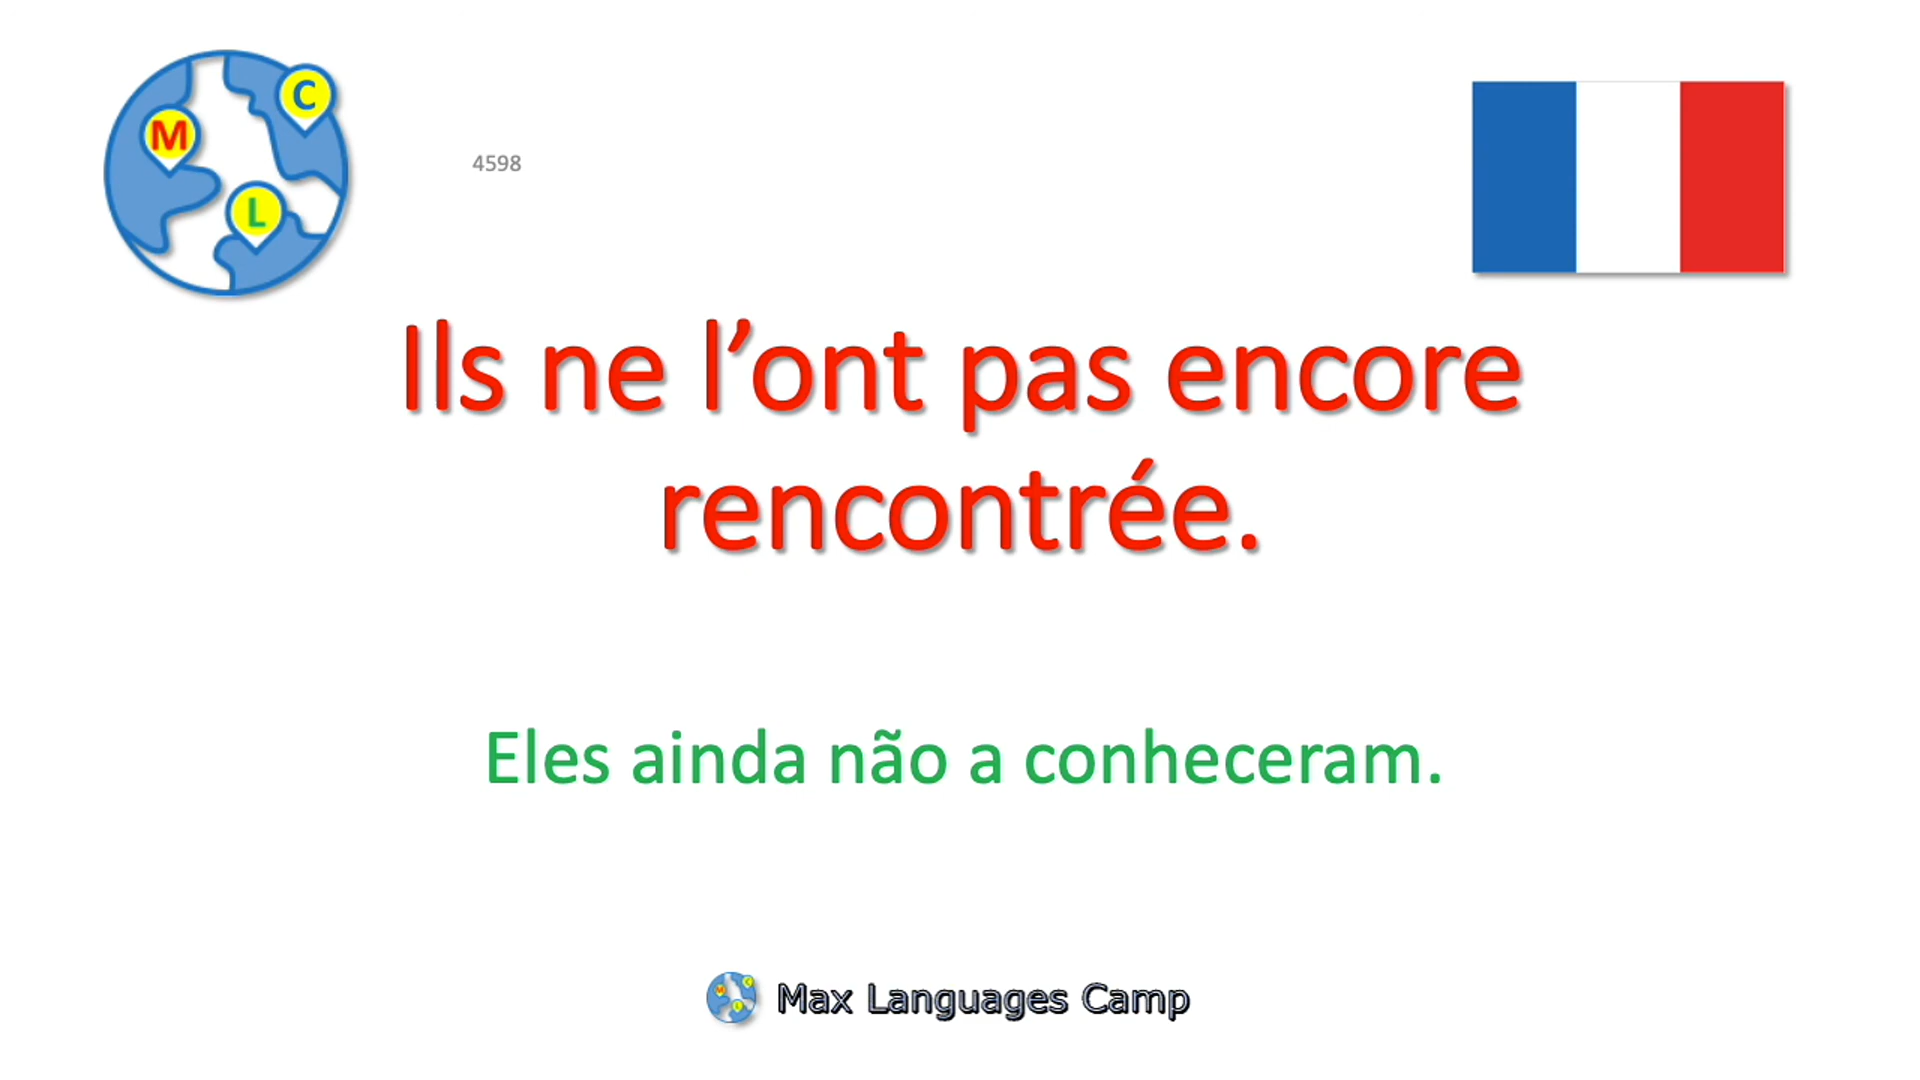 M
C
L
4598
Ils ne l’ont pas encore
rencontrée.
Eles ainda não a conheceram.
Max Languages Camp